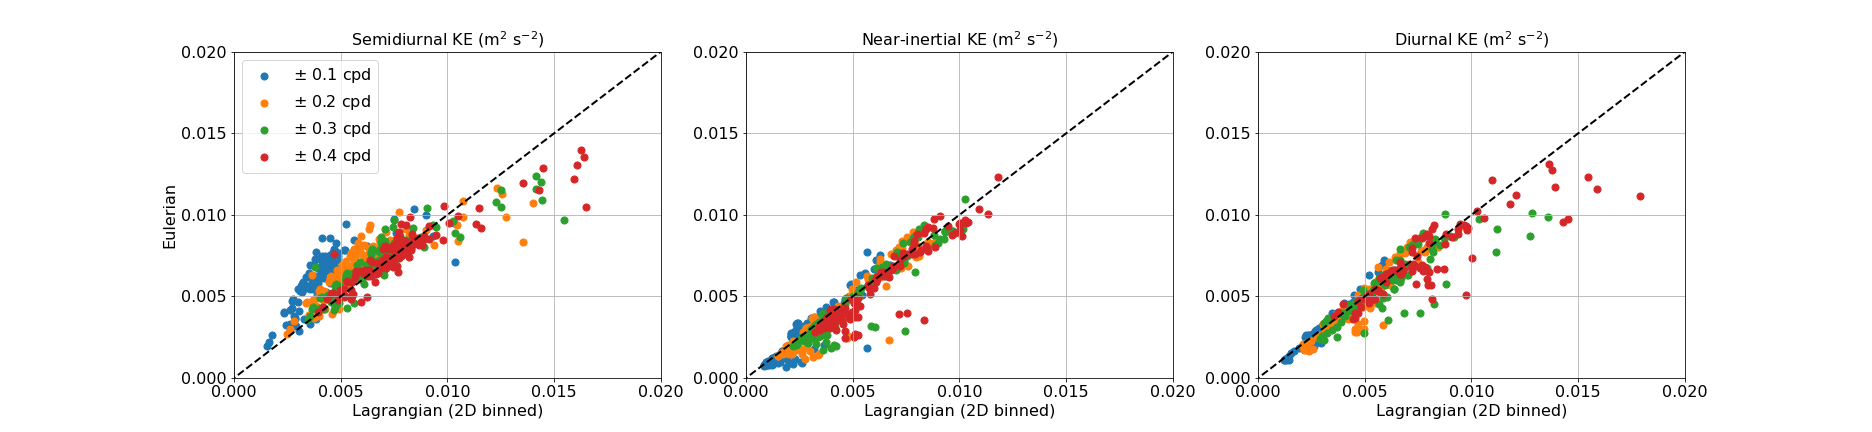 Semidiurnal KE (m² s⁻²)
0.020
0.015
0.010
0.005
0.000
Eulerian
± 0.1 cpd
± 0.2 cpd
± 0.3 cpd
± 0.4 cpd
0.000 0.005 0.010 0.015 0.020
Lagrangian (2D binned)
Near-inertial KE (m² s⁻²)
0.020
0.015
0.010
0.005
0.000
0.000 0.005 0.010 0.015 0.020
Lagrangian (2D binned)
Diurnal KE (m² s⁻²)
0.020
0.015
0.010
0.005
0.000
0.000 0.005 0.010 0.015 0.020
Lagrangian (2D binned)